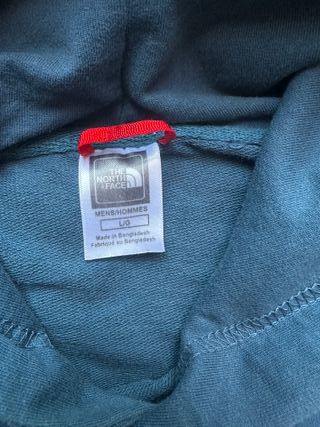 THE
NORTH
FACE
MENS/HOMMES
L/G
Made in Bangladesh
Fabriqué au Bangladesh